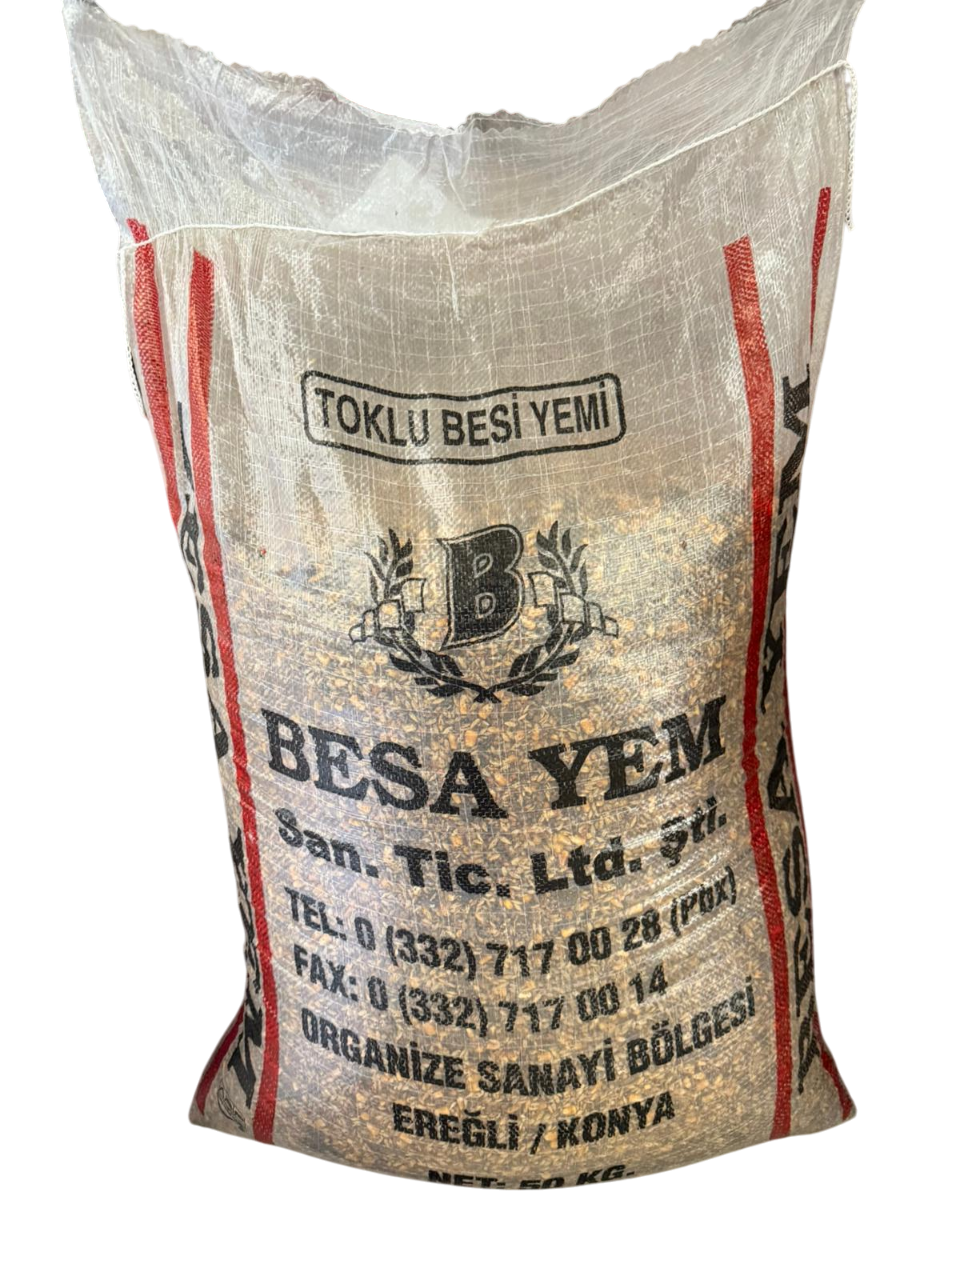 TOKLU BESİ YEMİ
B
BESA YEM
San. Tic. Ltd. Şti.
TEL: 0 (332) 717 00 28 (Pbx)
FAX: 0 (332) 717 00 14
ORGANİZE SANAYİ BÖLGESİ
EREĞLİ / KONYA
NET: 50 KG.
BESA YEM
BESA YEM